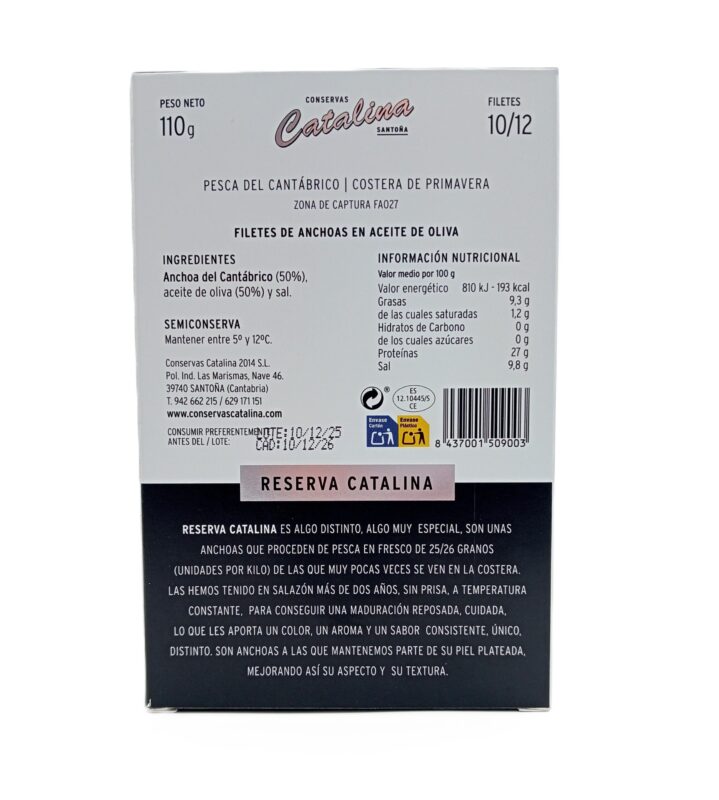 PESO NETO
110g
CONSERVAS
Catalina
SANTOÑA
FILETES
10/12
PESCA DEL CANTÁBRICO | COSTERA DE PRIMAVERA
ZONA DE CAPTURA FAO27
FILETES DE ANCHOAS EN ACEITE DE OLIVA
INGREDIENTES
Anchoa del Cantábrico (50%),
aceite de oliva (50%) y sal.
SEMICONSERVA
Mantener entre 5º y 12ºC.
Conservas Catalina 2014 S.L.
Pol. Ind. Las Marismas, Nave 46.
39740 SANTOÑA (Cantabria)
T. 942 662 215 / 629 171 151
www.conservascatalina.com
CONSUMIR PREFERENTEMENTE
ANTES DEL / LOTE:
LOTE:10/12/25
CAD:10/12/26
INFORMACIÓN NUTRICIONAL
Valor medio por 100 g
Valor energético 810 kJ - 193 kcal
Grasas 9,3 g
de las cuales saturadas 1,2 g
Hidratos de Carbono 0 g
de los cuales azúcares 0 g
Proteínas 27 g
Sal 9,8 g
®
ES
12.10445/S
CE
Envase
Cartón
Envase
Plástico
8 437001 509003
RESERVA CATALINA
RESERVA CATALINA ES ALGO DISTINTO, ALGO MUY ESPECIAL, SON UNAS
ANCHOAS QUE PROCEDEN DE PESCA EN FRESCO DE 25/26 GRANOS
(UNIDADES POR KILO) DE LAS QUE MUY POCAS VECES SE VEN EN LA COSTERA.
LAS HEMOS TENIDO EN SALAZÓN MÁS DE DOS AÑOS, SIN PRISA, A TEMPERATURA
CONSTANTE, PARA CONSEGUIR UNA MADURACIÓN REPOSADA, CUIDADA,
LO QUE LES APORTA UN COLOR, UN AROMA Y UN SABOR CONSISTENTE, ÚNICO,
DISTINTO. SON ANCHOAS A LAS QUE MANTENEMOS PARTE DE SU PIEL PLATEADA,
MEJORANDO ASÍ SU ASPECTO Y SU TEXTURA.